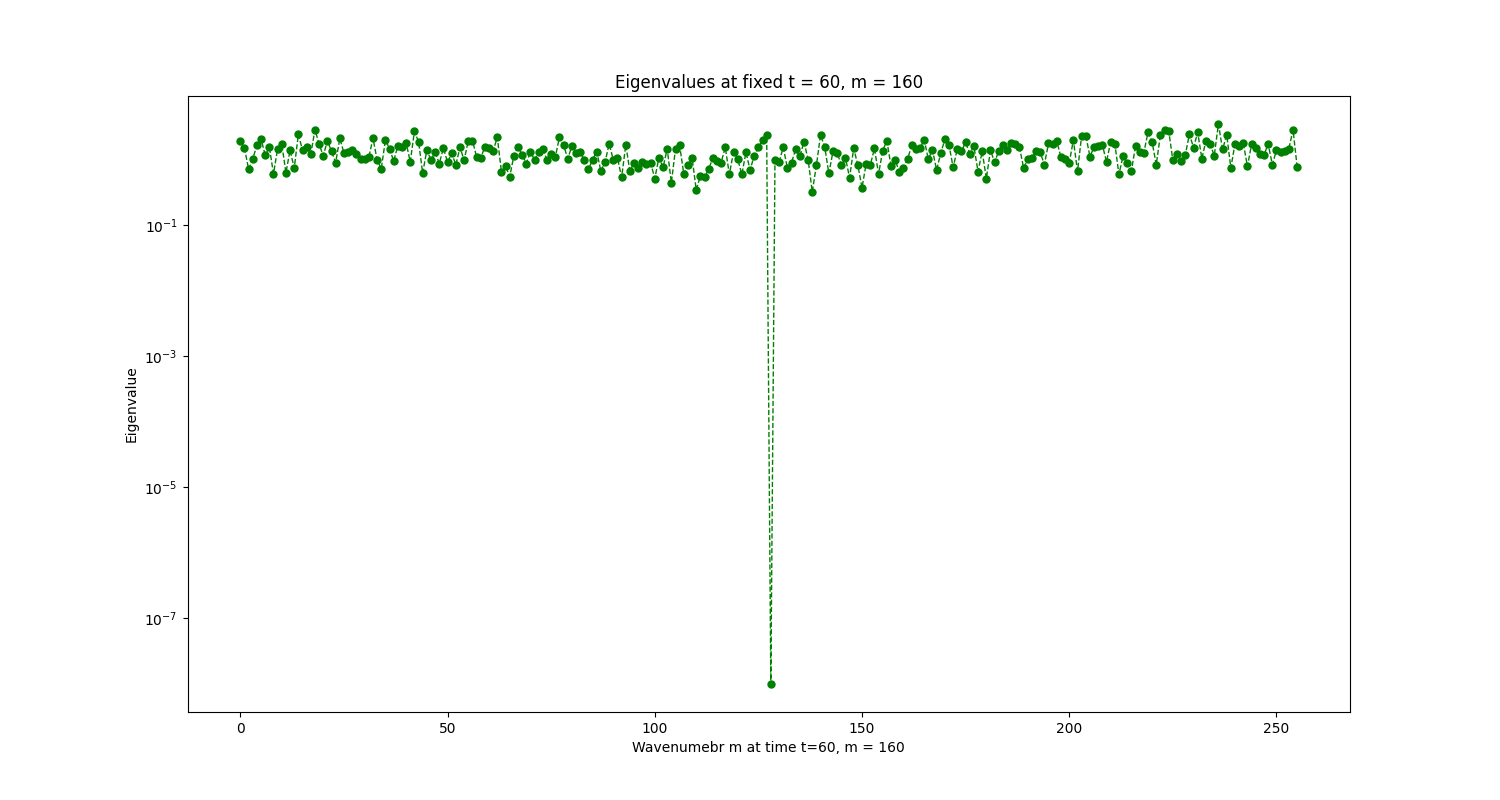 Eigenvalues at fixed t = 60, m = 160
Eigenvalue
10⁻¹
10⁻³
10⁻⁵
10⁻⁷
0 50 100 150 200 250
Wavenumebr m at time t=60, m = 160